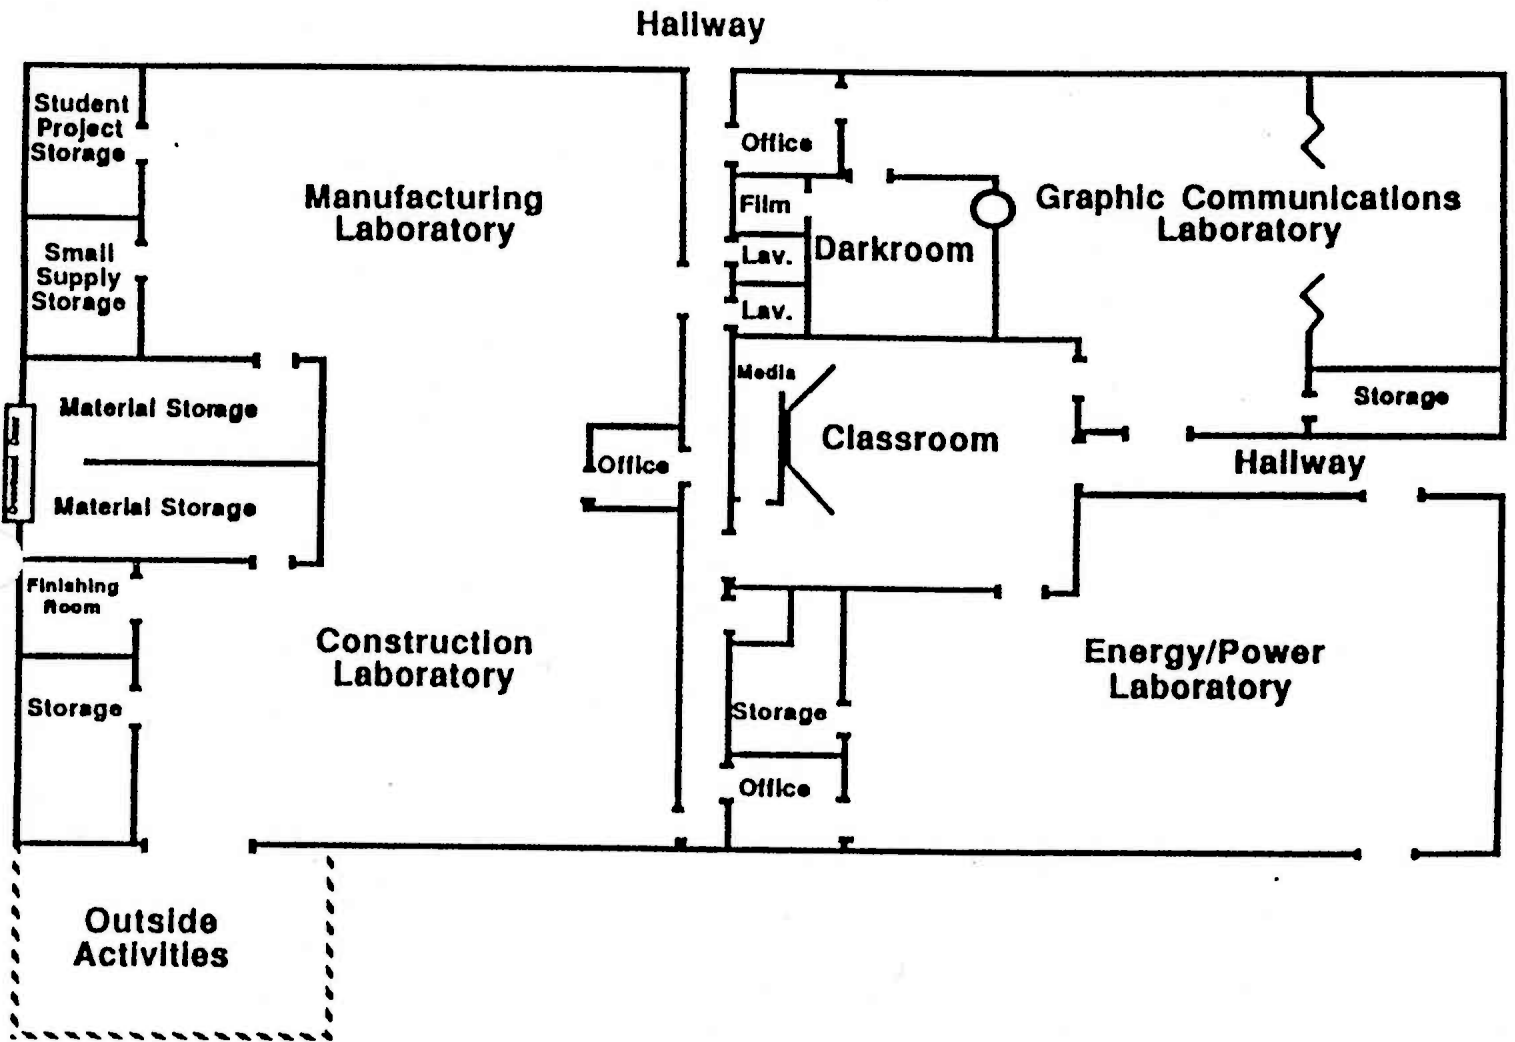 Hallway
Student
Project
Storage
Office
Manufacturing
Laboratory
Film
Graphic Communications
Laboratory
Small
Supply
Storage
Lav.
Darkroom
Lav.
Media
Material Storage
Storage
Classroom
Office
Hallway
Overhead Door
Material Storage
Finishing
Room
Construction
Laboratory
Energy/Power
Laboratory
Storage
Storage
Office
Outside
Activities